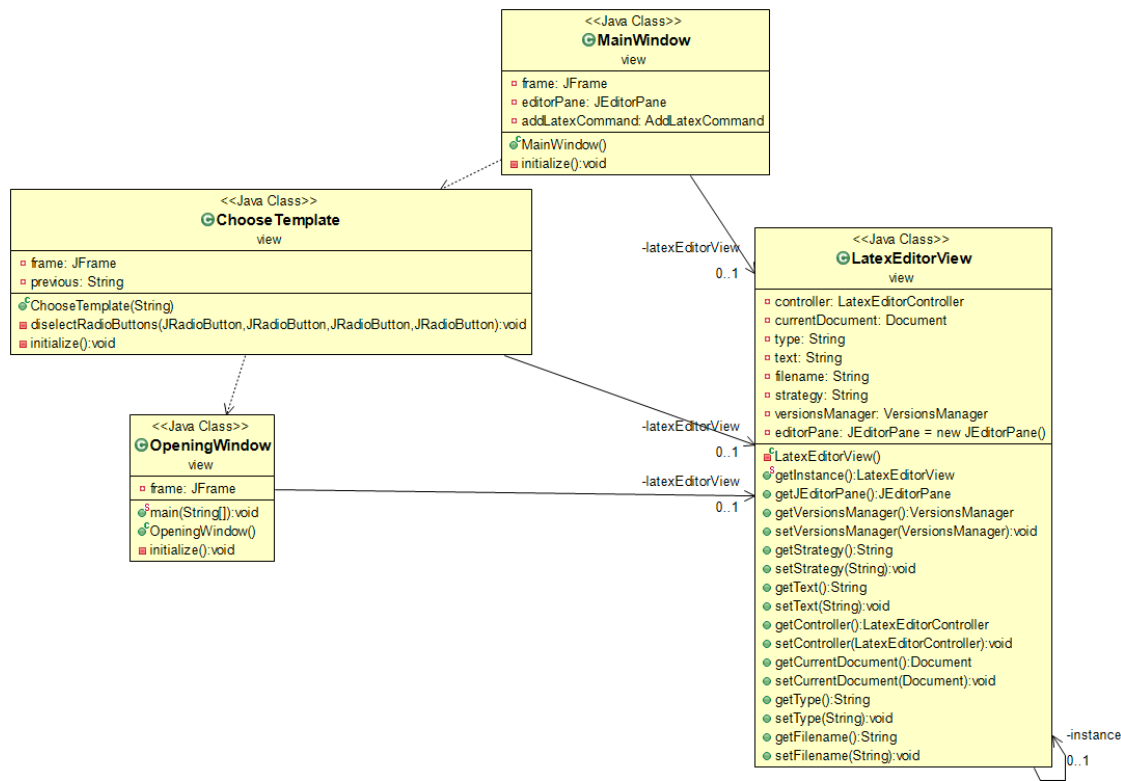 <<Java Class>>
MainWindow
view
frame: JFrame
editorPane: JEditorPane
addLatexCommand: AddLatexCommand
MainWindow()
initialize():void
<<Java Class>>
ChooseTemplate
view
frame: JFrame
previous: String
ChooseTemplate(String)
diselectRadioButtons(JRadioButton,JRadioButton,JRadioButton,JRadioButton):void
initialize():void
<<Java Class>>
OpeningWindow
view
frame: JFrame
main(String[]):void
OpeningWindow()
initialize():void
-latexEditorView
0..1
-latexEditorView
0..1
-latexEditorView
0..1
<<Java Class>>
LatexEditorView
view
controller: LatexEditorController
currentDocument: Document
type: String
text: String
filename: String
strategy: String
versionsManager: VersionsManager
editorPane: JEditorPane = new JEditorPane()
LatexEditorView()
getInstance():LatexEditorView
getJEditorPane():JEditorPane
getVersionsManager():VersionsManager
setVersionsManager(VersionsManager):void
getStrategy():String
setStrategy(String):void
getText():String
setText(String):void
getController():LatexEditorController
setController(LatexEditorController):void
getCurrentDocument():Document
setCurrentDocument(Document):void
getType():String
setType(String):void
getFilename():String
setFilename(String):void
-instance
0..1